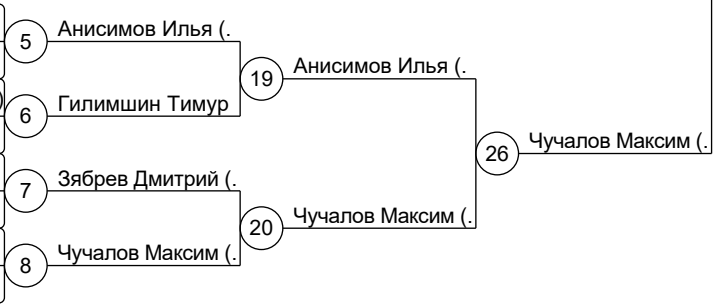 5 Анисимов Илья (.
19 Анисимов Илья (.
) 6 Гилимшин Тимур
26 Чучалов Максим (.
7 Зябрев Дмитрий (.
20 Чучалов Максим (.
8 Чучалов Максим (.